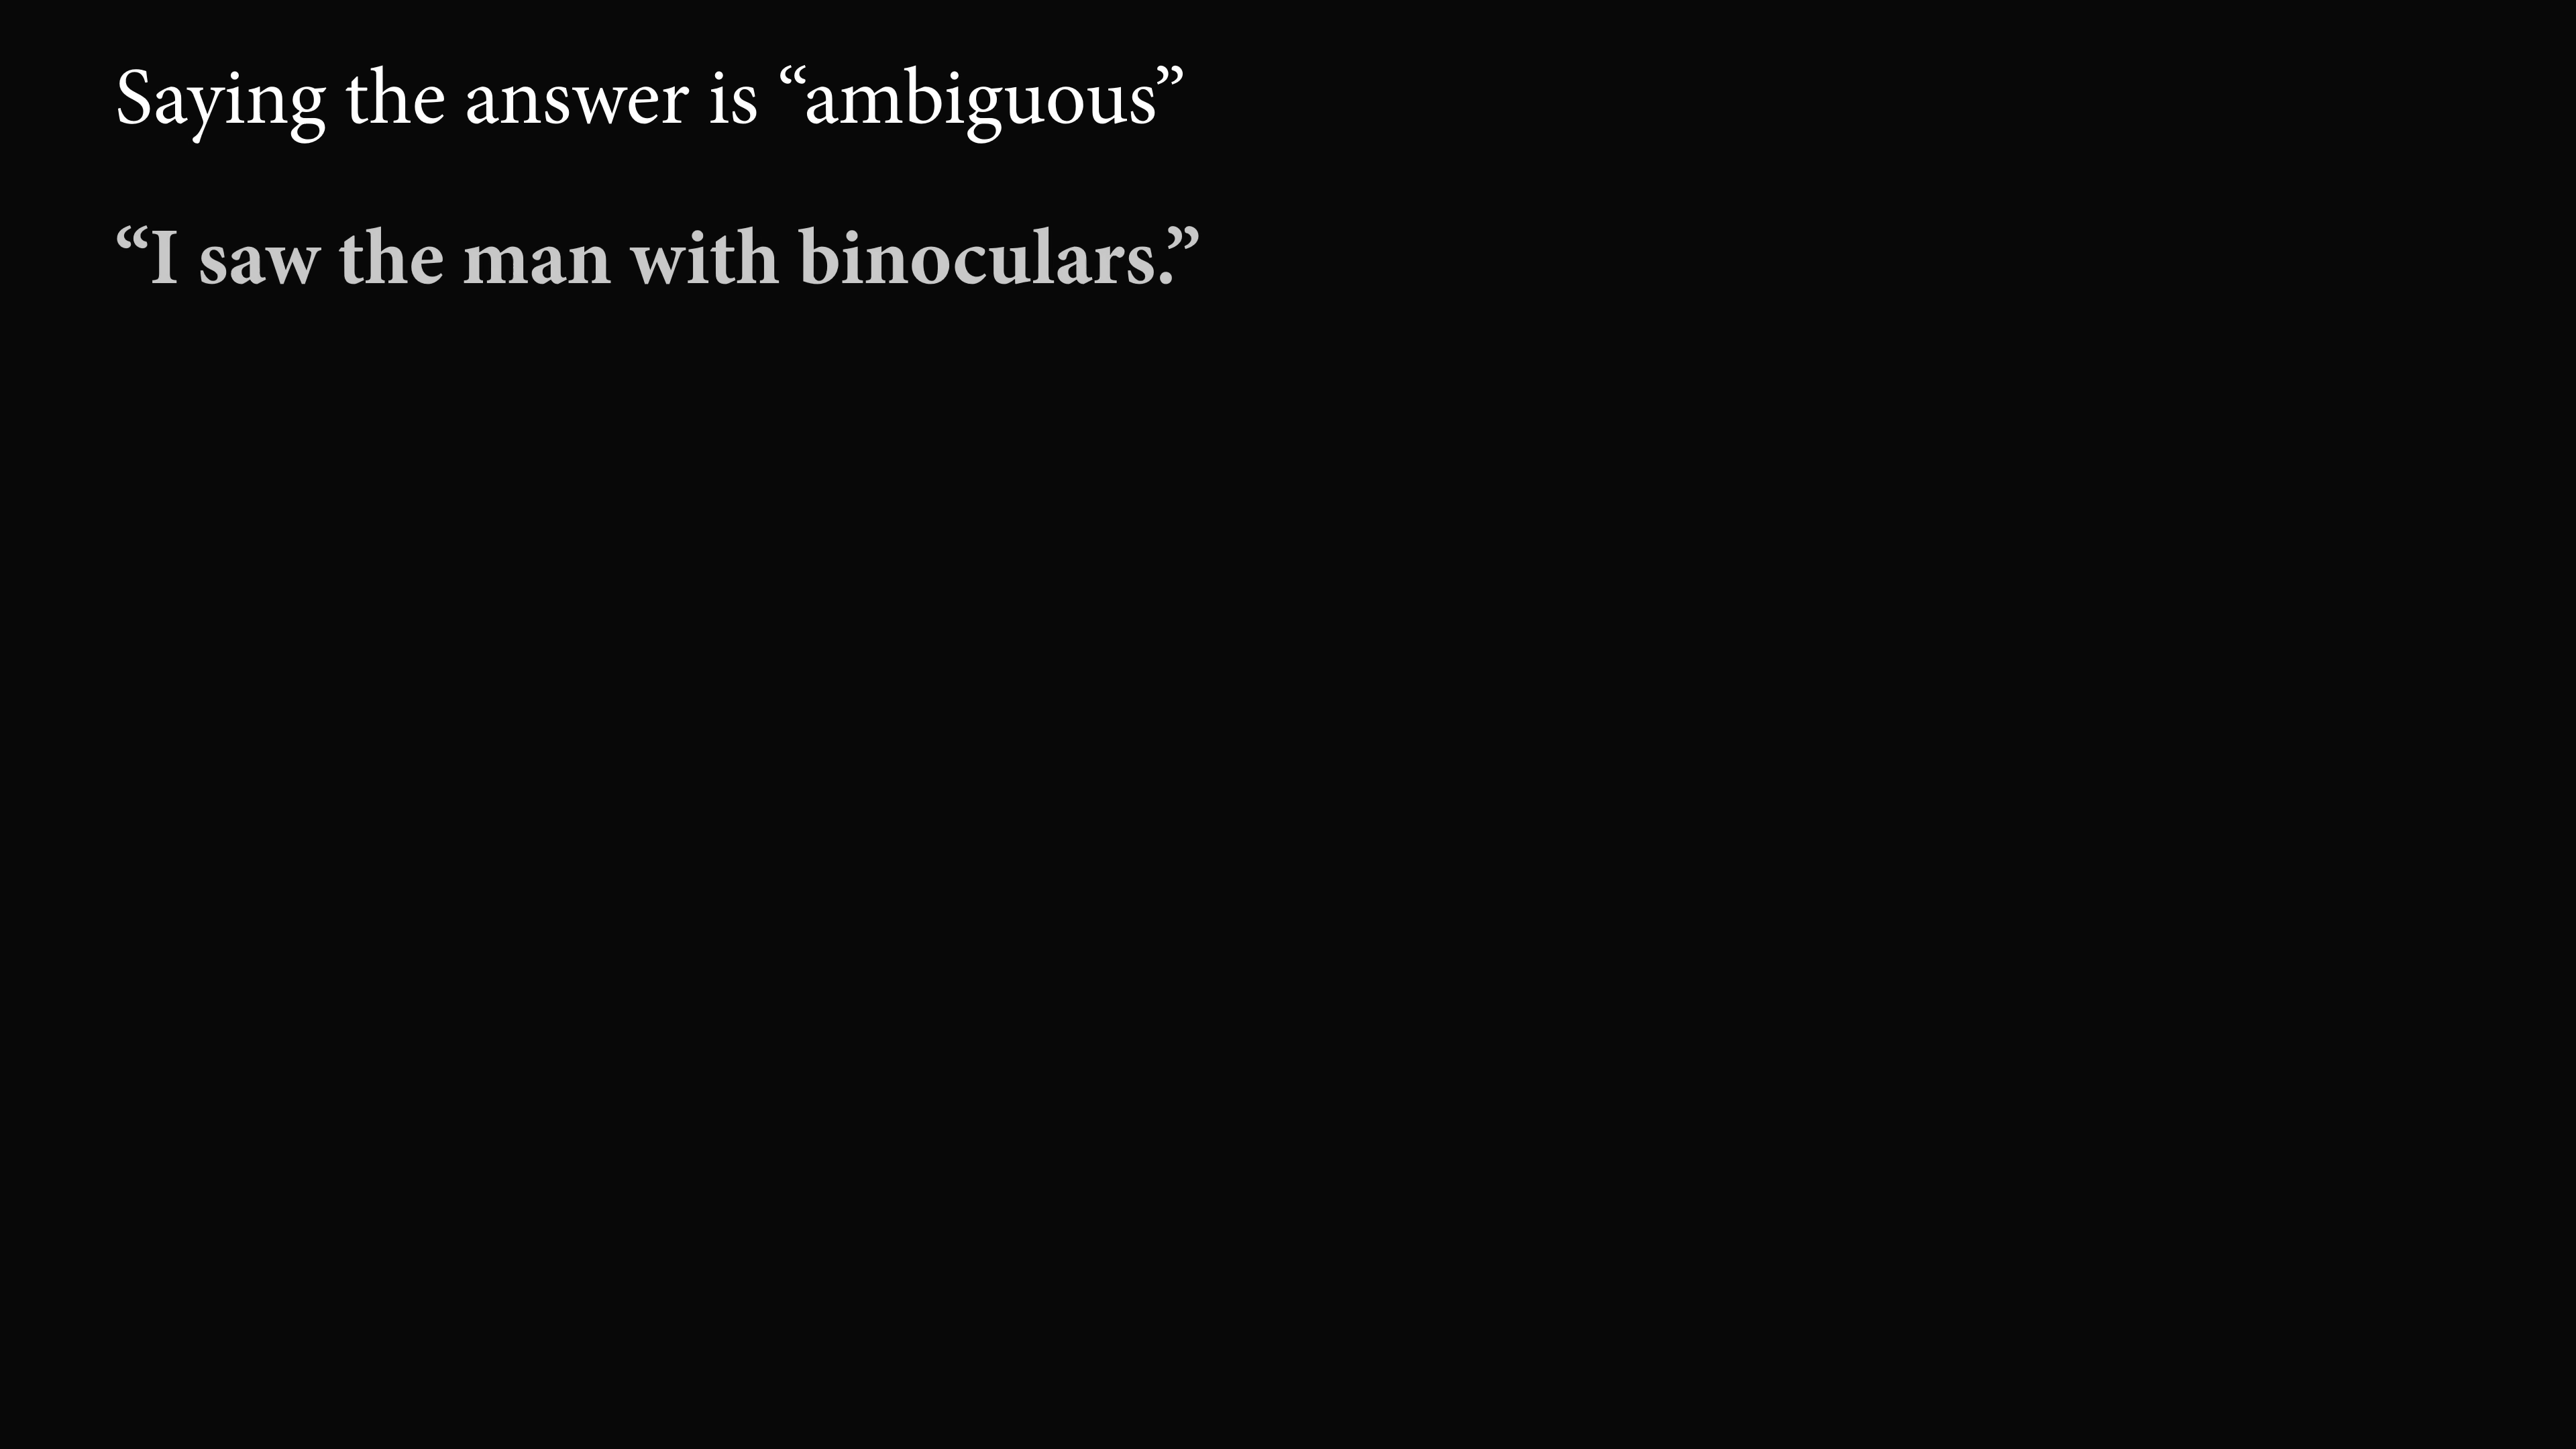 Saying the answer is “ambiguous”
“I saw the man with binoculars.”